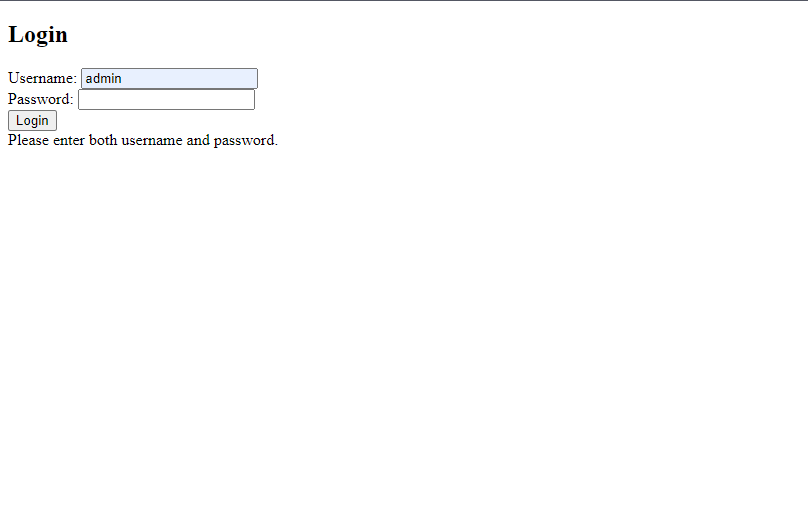 Login
Username: admin
Password:
Login
Please enter both username and password.